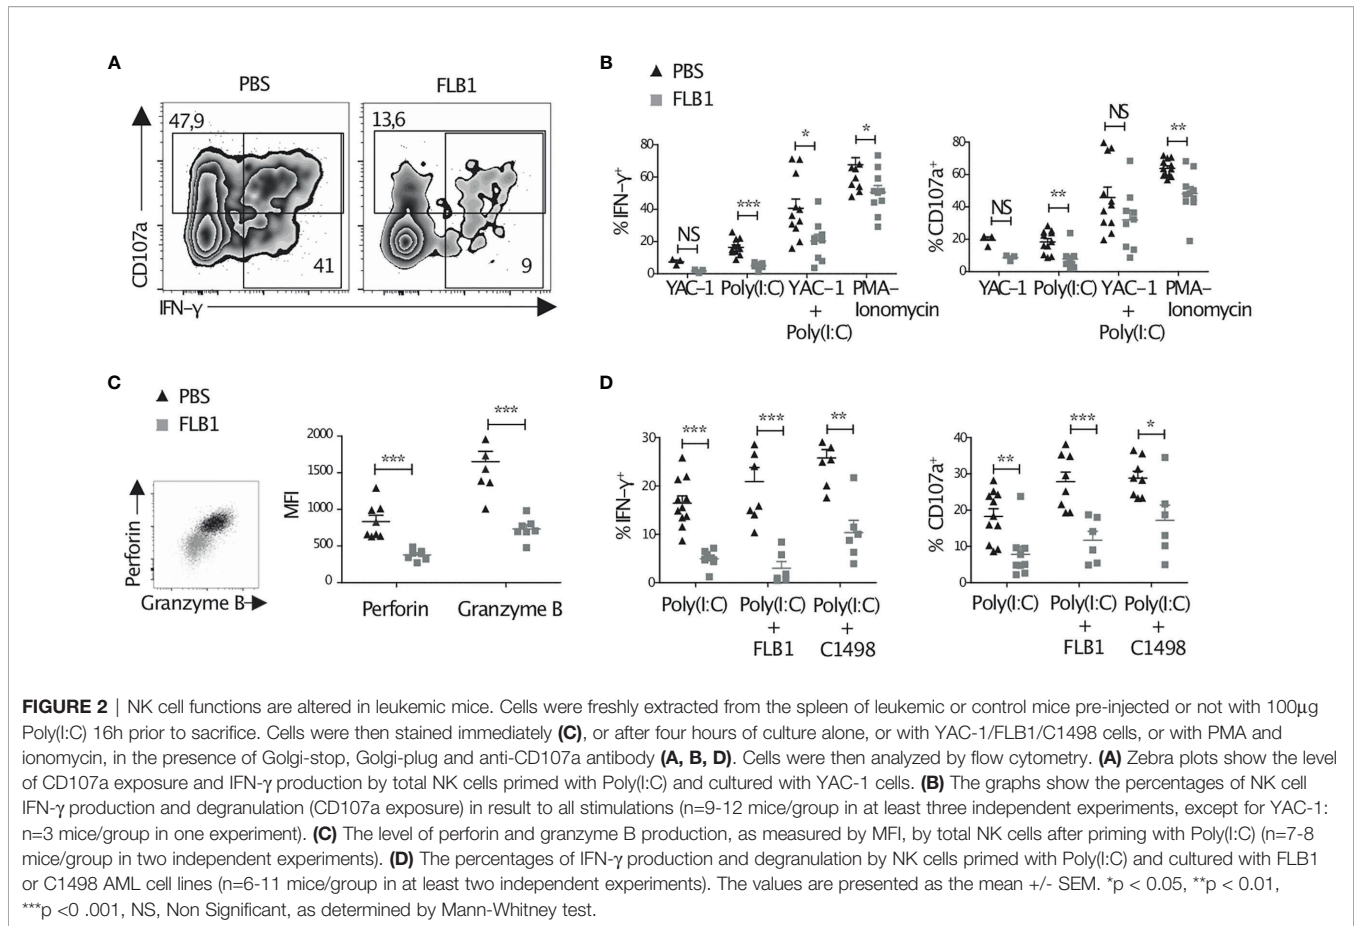 A
PBS
FLB1
47,9
13,6
41
9
CD107a
IFN–γ
B
PBS
FLB1
% IFN–γ+
80
60
40
20
0
NS
***
*
*
YAC–1
Poly(I:C)
YAC–1
+
Poly(I:C)
PMA–
Ionomycin
% CD107a+
80
60
40
20
0
NS
**
NS
**
YAC–1
Poly(I:C)
YAC–1
+
Poly(I:C)
PMA–
Ionomycin
C
PBS
FLB1
Perforin
Granzyme B
MFI
2000
1500
1000
500
0
***
***
Perforin
Granzyme B
D
% IFN–γ+
30
20
10
0
***
***
**
Poly(I:C)
Poly(I:C)
+
FLB1
Poly(I:C)
+
C1498
% CD107a+
40
30
20
10
0
**
***
*
Poly(I:C)
Poly(I:C)
+
FLB1
Poly(I:C)
+
C1498
FIGURE 2 | NK cell functions are altered in leukemic mice. Cells were freshly extracted from the spleen of leukemic or control mice pre-injected or not with 100μg
Poly(I:C) 16h prior to sacrifice. Cells were then stained immediately (C), or after four hours of culture alone, or with YAC-1/FLB1/C1498 cells, or with PMA and
ionomycin, in the presence of Golgi-stop, Golgi-plug and anti-CD107a antibody (A, B, D). Cells were then analyzed by flow cytometry. (A) Zebra plots show the level
of CD107a exposure and IFN-γ production by total NK cells primed with Poly(I:C) and cultured with YAC-1 cells. (B) The graphs show the percentages of NK cell
IFN-γ production and degranulation (CD107a exposure) in result to all stimulations (n=9-12 mice/group in at least three independent experiments, except for YAC-1:
n=3 mice/group in one experiment). (C) The level of perforin and granzyme B production, as measured by MFI, by total NK cells after priming with Poly(I:C) (n=7-8
mice/group in two independent experiments). (D) The percentages of IFN-γ production and degranulation by NK cells primed with Poly(I:C) and cultured with FLB1
or C1498 AML cell lines (n=6-11 mice/group in at least two independent experiments). The values are presented as the mean +/- SEM. *p < 0.05, **p < 0.01,
***p <0 .001, NS, Non Significant, as determined by Mann-Whitney test.